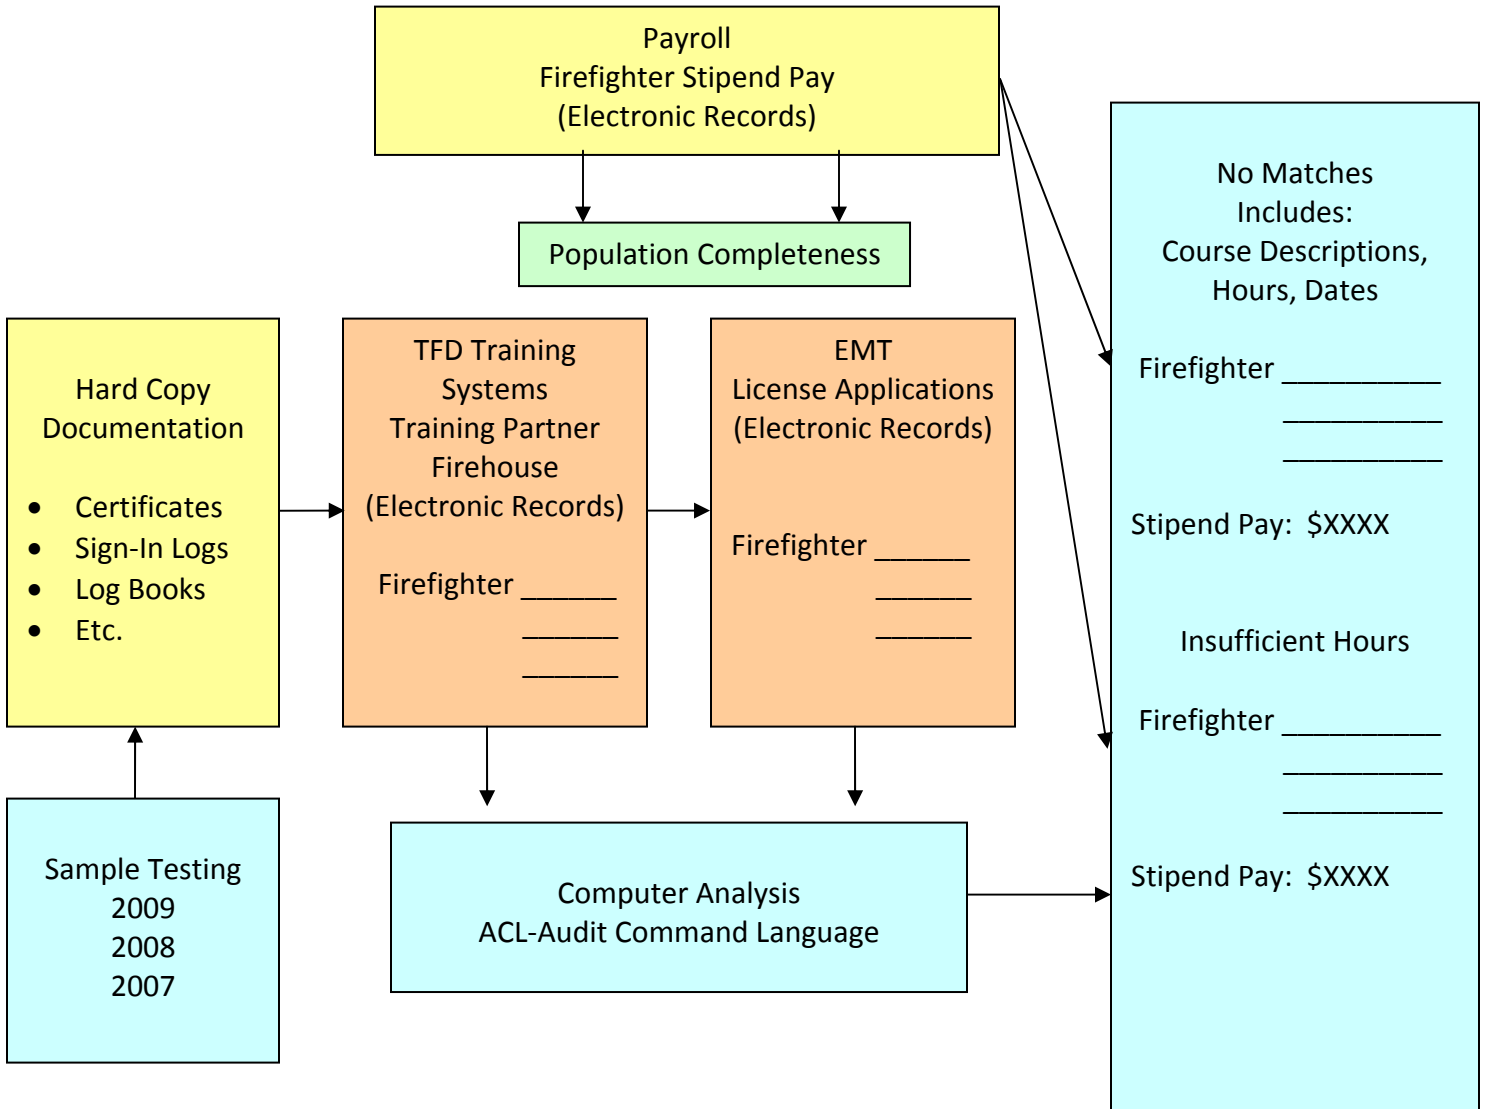 Payroll
Firefighter Stipend Pay
(Electronic Records)
Population Completeness
Hard Copy
Documentation
• Certificates
• Sign-In Logs
• Log Books
• Etc.
TFD Training
Systems
Training Partner
Firehouse
(Electronic Records)
Firefighter ______
______
______
EMT
License Applications
(Electronic Records)
Firefighter ______
______
______
No Matches
Includes:
Course Descriptions,
Hours, Dates
Firefighter __________
__________
__________
Stipend Pay: $XXXX
Insufficient Hours
Firefighter __________
__________
__________
Stipend Pay: $XXXX
Sample Testing
2009
2008
2007
Computer Analysis
ACL-Audit Command Language